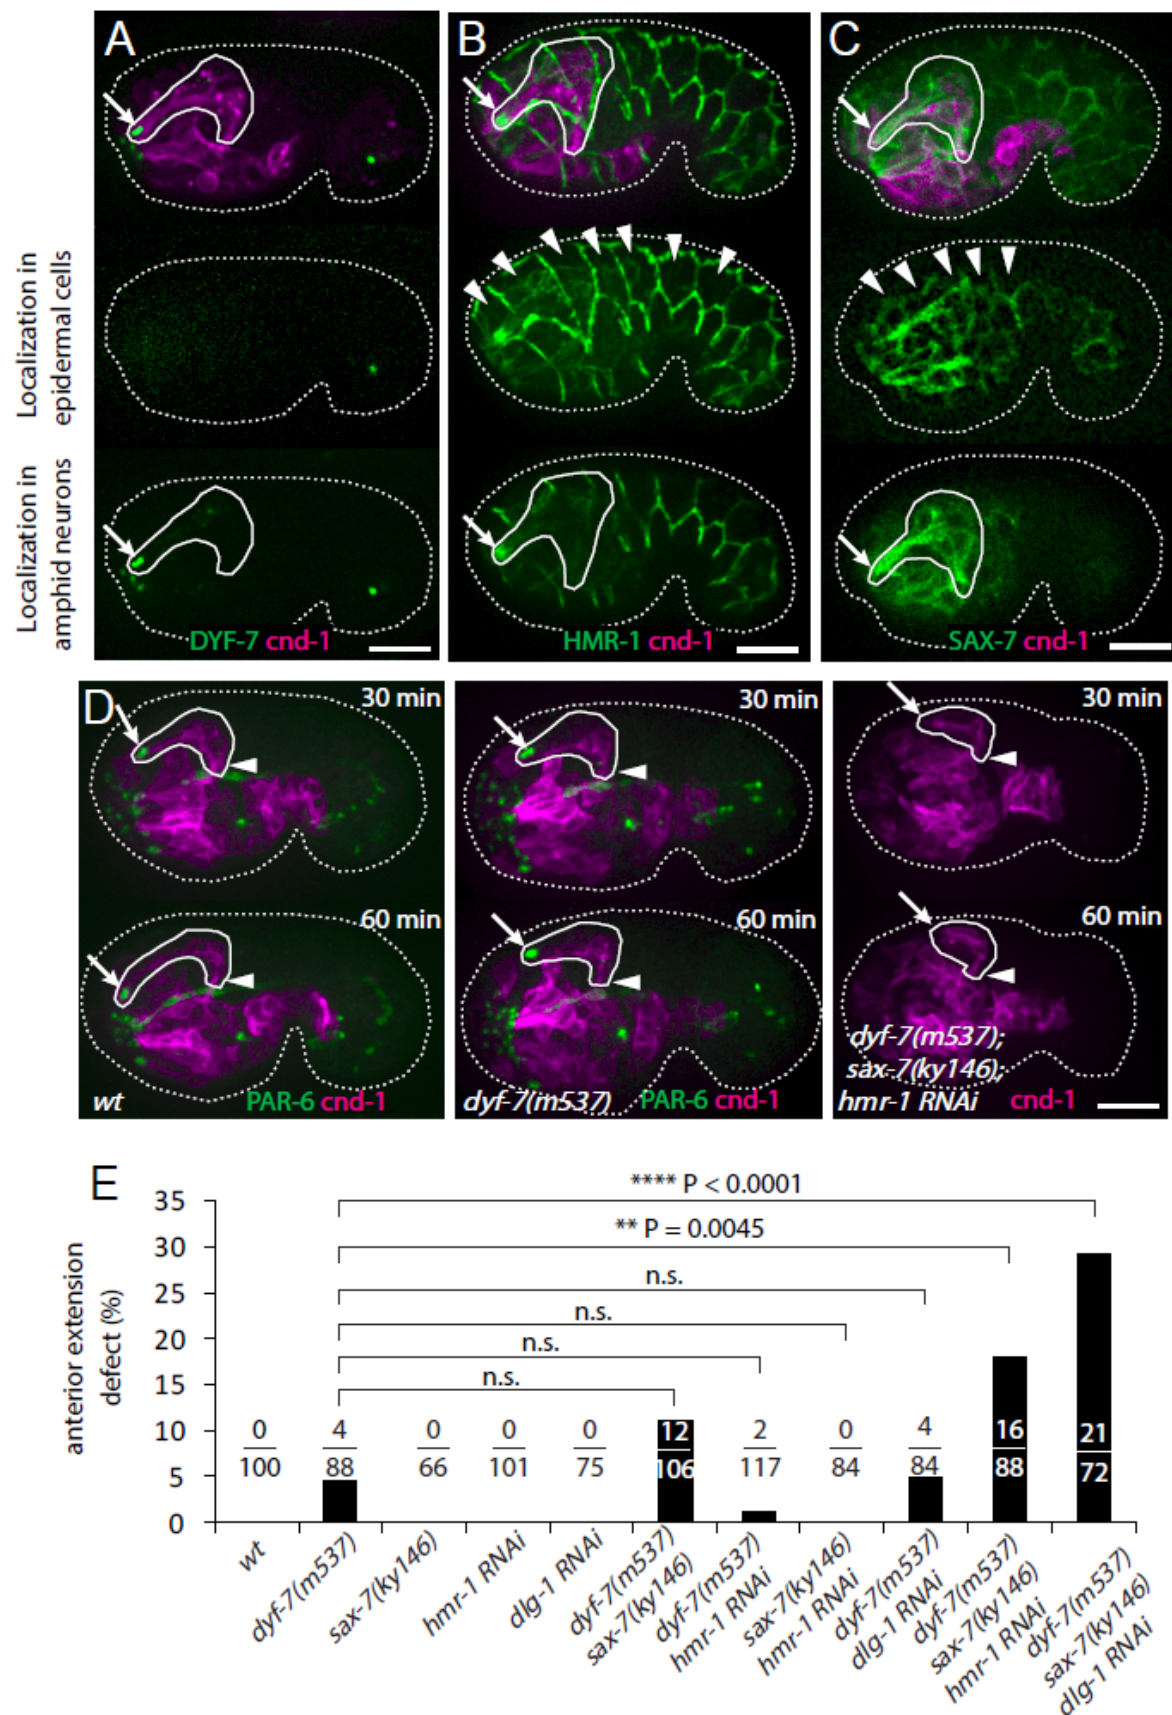 A
B
C
Localization in
epidermal cells
Localization in
amphid neurons
DYF-7 cnd-1
HMR-1 cnd-1
SAX-7 cnd-1
D
30 min
30 min
30 min
60 min
60 min
60 min
wt
PAR-6 cnd-1
dyf-7(m537)
PAR-6 cnd-1
dyf-7(m537);
sax-7(ky146);
hmr-1 RNAi
cnd-1
E
anterior extension
defect (%)
35
30
25
20
15
10
5
0
**** P < 0.0001
** P = 0.0045
n.s.
n.s.
n.s.
n.s.
0 4 0 0 0 12 2 0 4 16 21
100 88 66 101 75 106 117 84 84 88 72
wt
dyf-7(m537)
sax-7(ky146)
hmr-1 RNAi
dlg-1 RNAi
dyf-7(m537)
sax-7(ky146)
dyf-7(m537)
hmr-1 RNAi
sax-7(ky146)
hmr-1 RNAi
dyf-7(m537)
dlg-1 RNAi
dyf-7(m537)
sax-7(ky146)
hmr-1 RNAi
dyf-7(m537)
sax-7(ky146)
dlg-1 RNAi